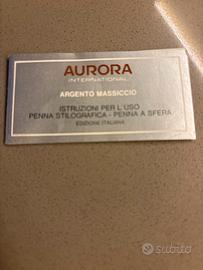 AURORA
INTERNATIONAL
ARGENTO MASSICCIO
ISTRUZIONI PER L'USO
PENNA STILOGRAFICA - PENNA A SFERA
EDIZIONE ITALIANA
subito